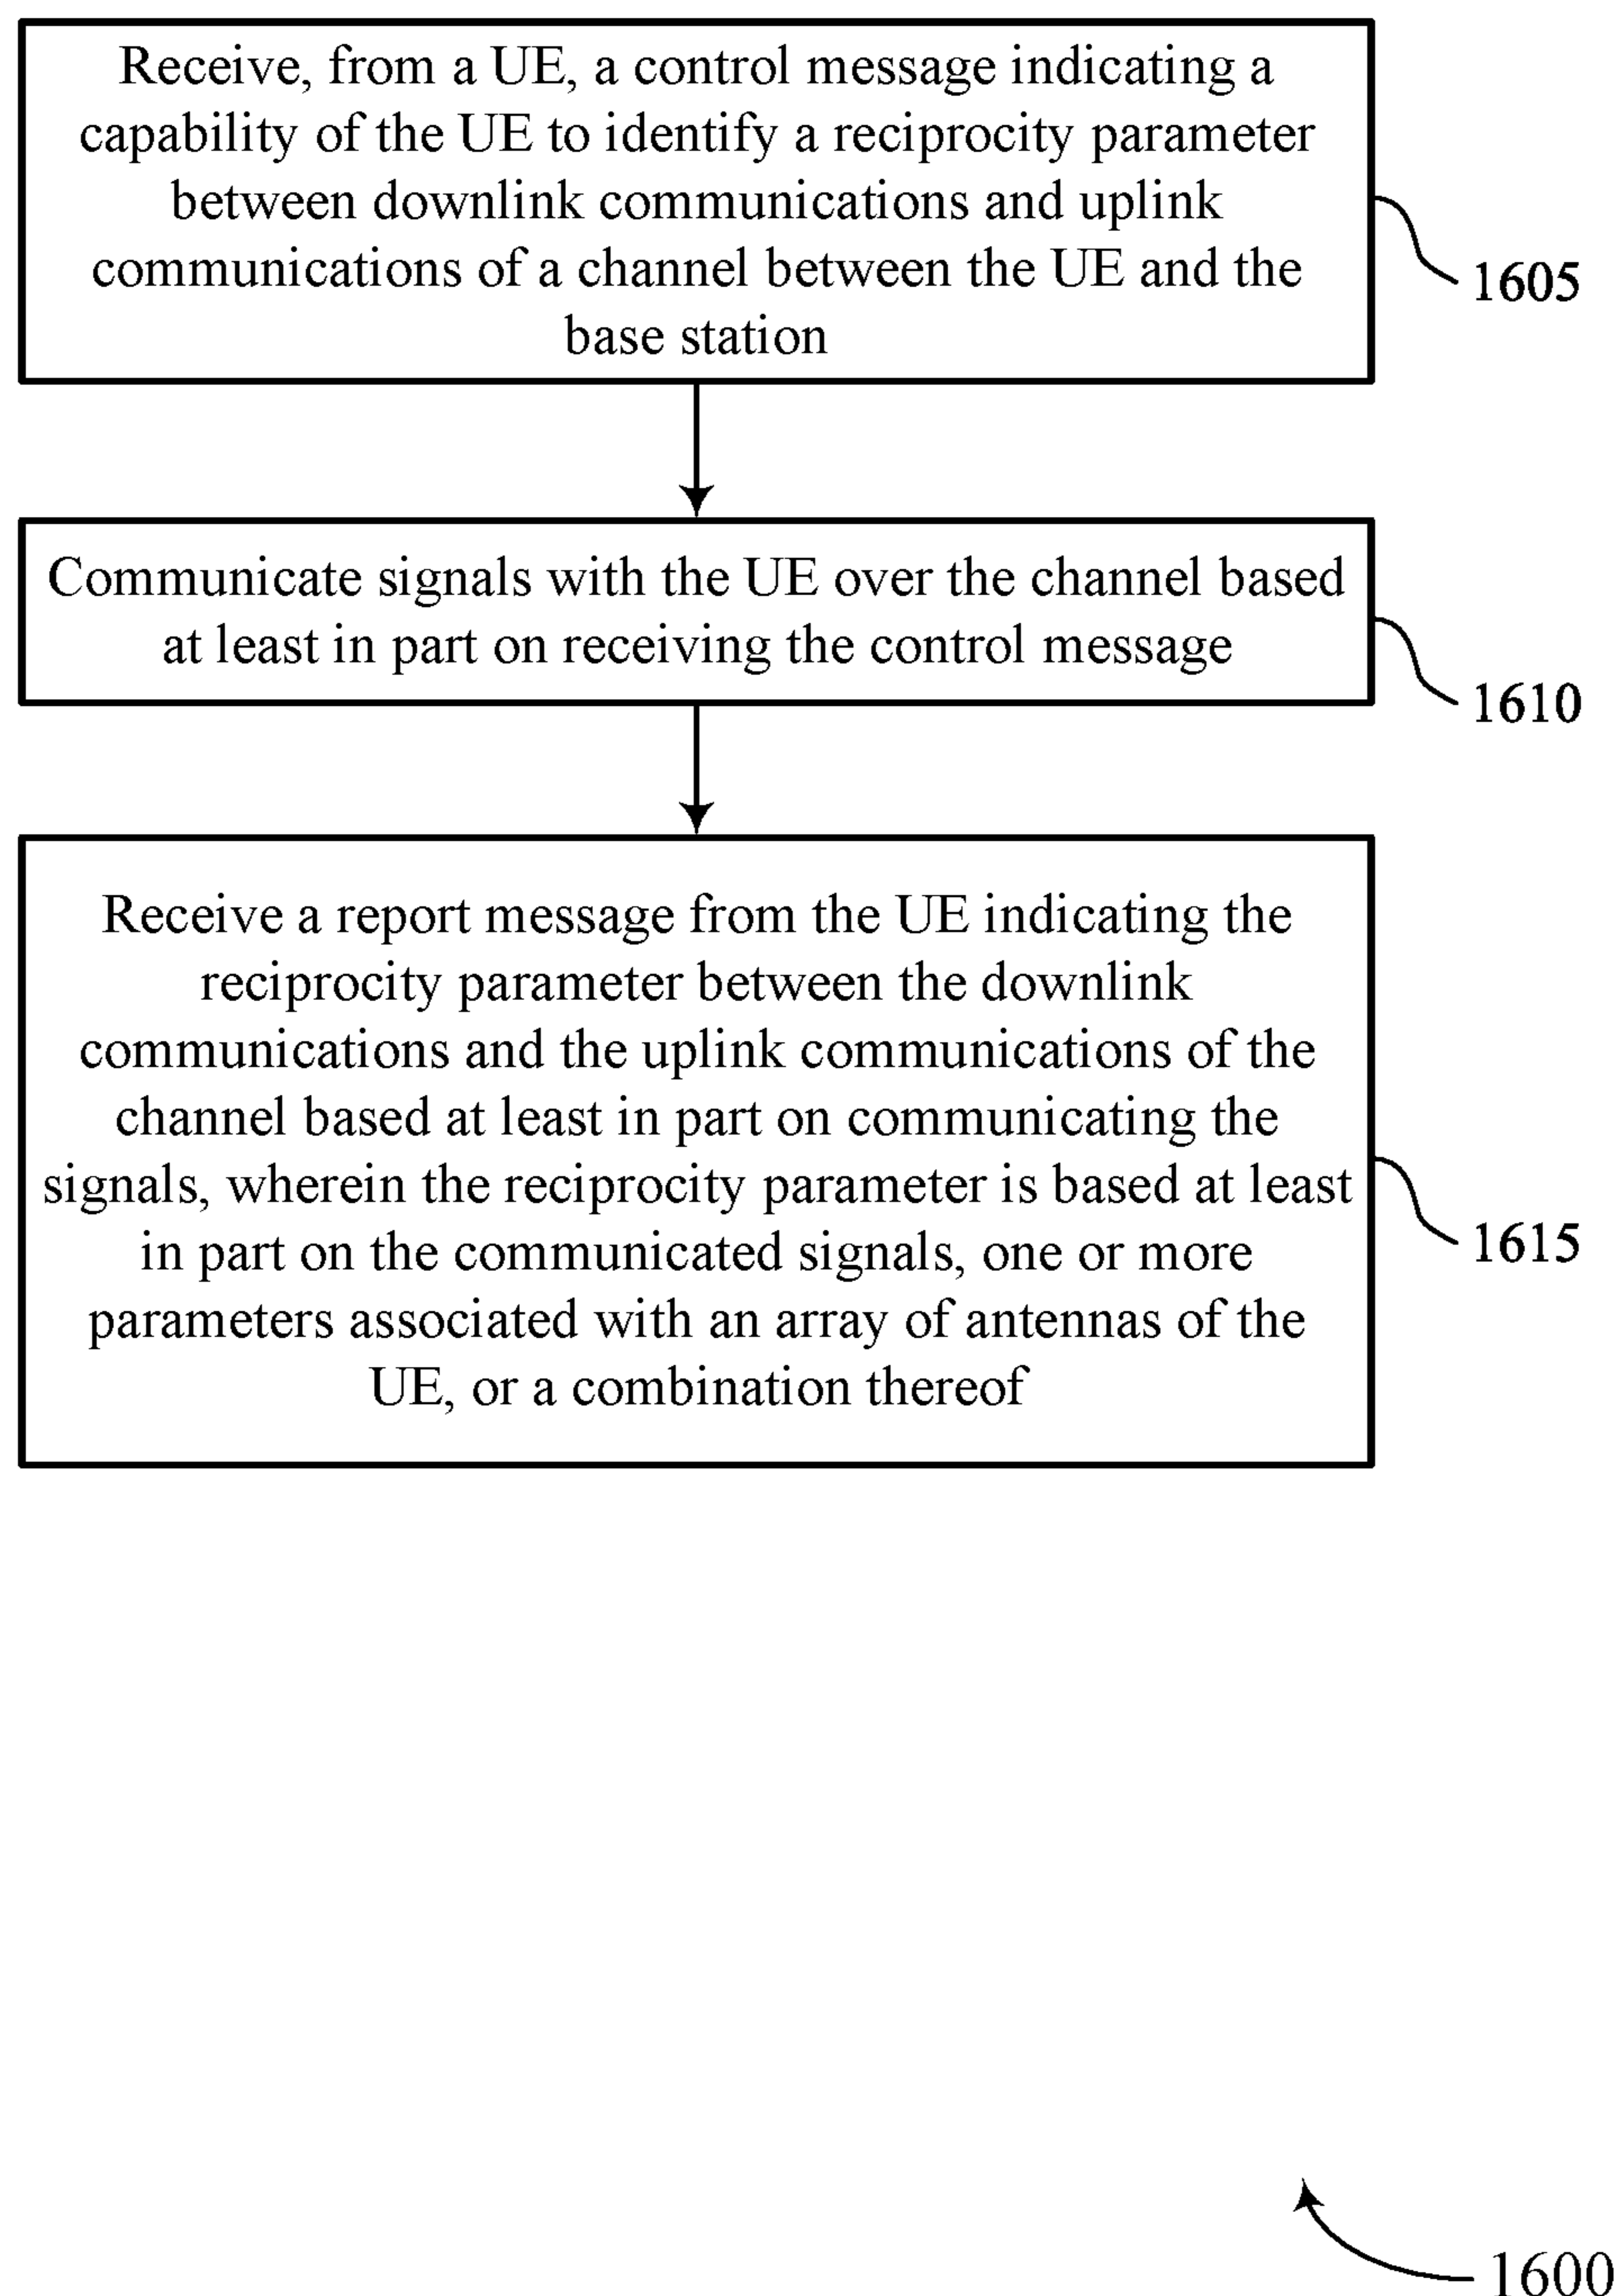 Receive, from a UE, a control message indicating a
capability of the UE to identify a reciprocity parameter
between downlink communications and uplink
communications of a channel between the UE and the
base station
1605
Communicate signals with the UE over the channel based
at least in part on receiving the control message
1610
Receive a report message from the UE indicating the
reciprocity parameter between the downlink
communications and the uplink communications of the
channel based at least in part on communicating the
signals, wherein the reciprocity parameter is based at least
in part on the communicated signals, one or more
parameters associated with an array of antennas of the
UE, or a combination thereof
1615
1600